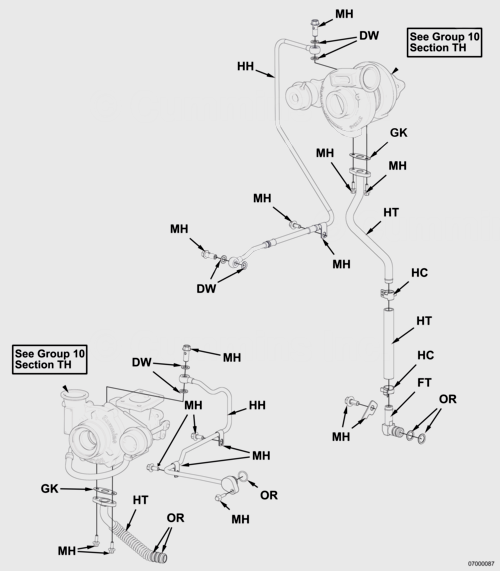 MH
DW
See Group 10
Section TH
HH
GK
MH
MH
MH
HT
MH
MH
DW
HC
HT
See Group 10
Section TH
DW
MH
HC
FT
MH
HH
OR
MH
MH
GK
HT
OR
OR
MH
MH
07000087